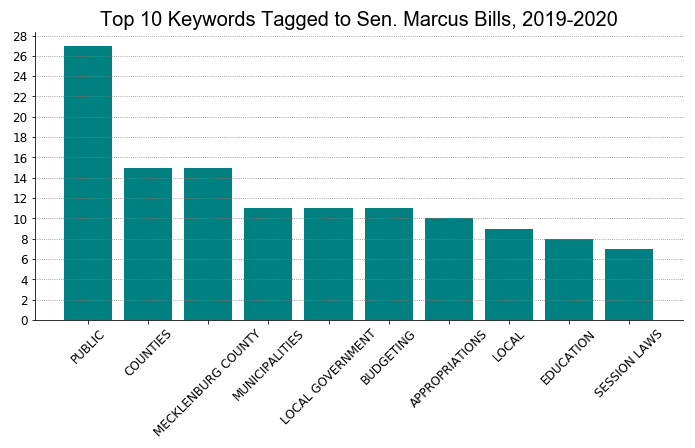 Top 10 Keywords Tagged to Sen. Marcus Bills, 2019-2020
28
26
24
22
20
18
16
14
12
10
8
6
4
2
0
PUBLIC
COUNTIES
MECKLENBURG COUNTY
MUNICIPALITIES
LOCAL GOVERNMENT
BUDGETING
APPROPRIATIONS
LOCAL
EDUCATION
SESSION LAWS